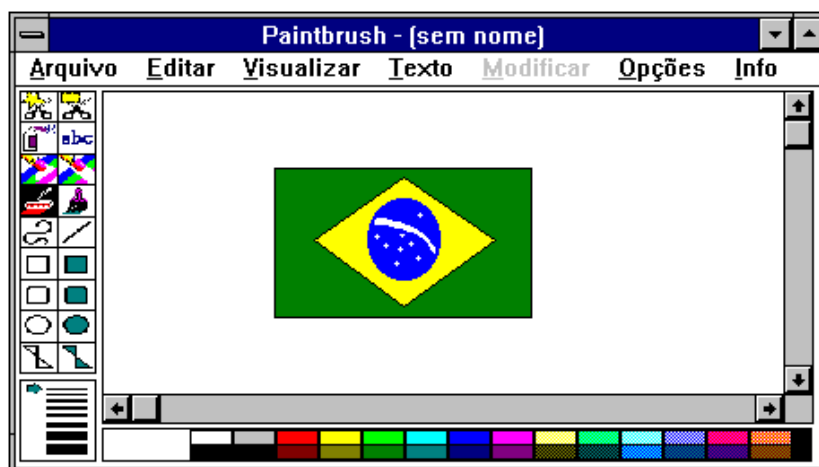 Paintbrush - (sem nome)
Arquivo Editar Visualizar Texto Modificar Opções Info
abc